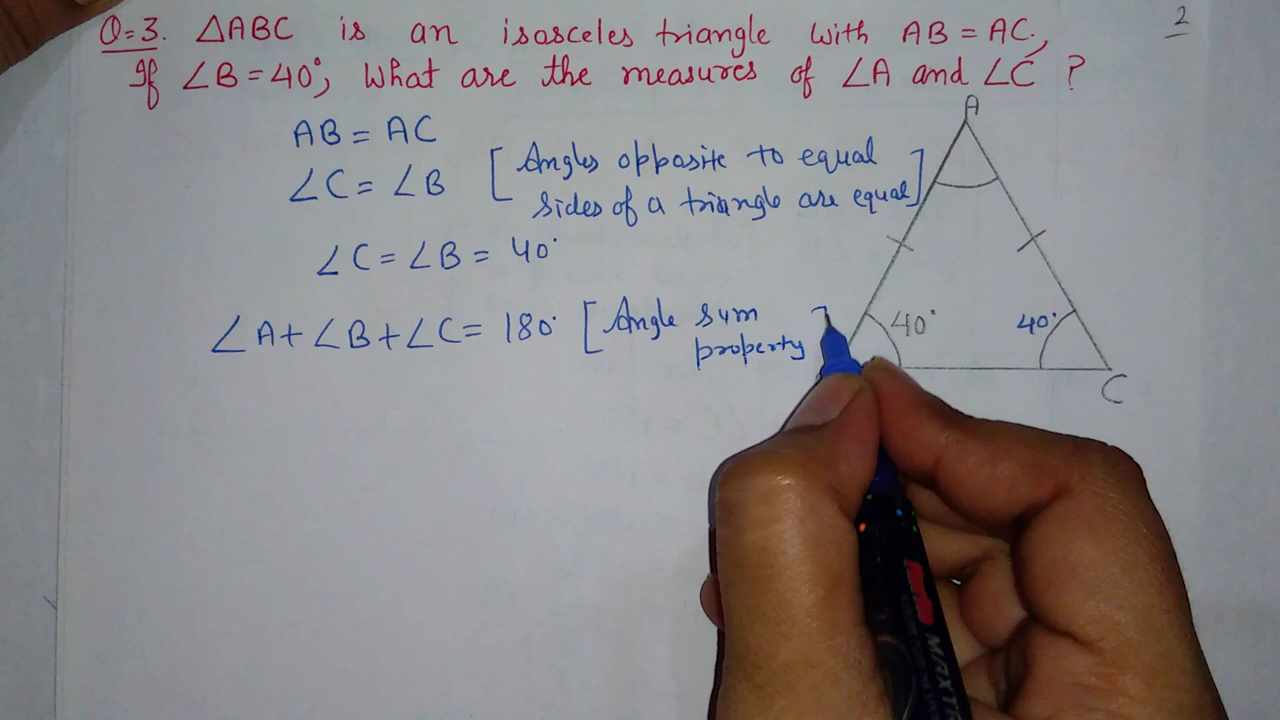 2
Q=3. △ABC is an isosceles triangle with AB = AC.,
If ∠B = 40°, What are the measures of ∠A and ∠C ?
A
AB = AC
∠C = ∠B [Angles opposite to equal
sides of a triangle are equal]
∠C = ∠B = 40°
∠A + ∠B + ∠C = 180° [Angle sum
property]
40° 40°
C